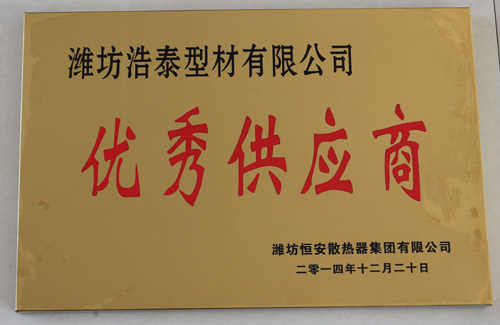 潍坊浩泰型材有限公司
优秀供应商
潍坊恒安散热器集团有限公司
二零一四年十二月二十日